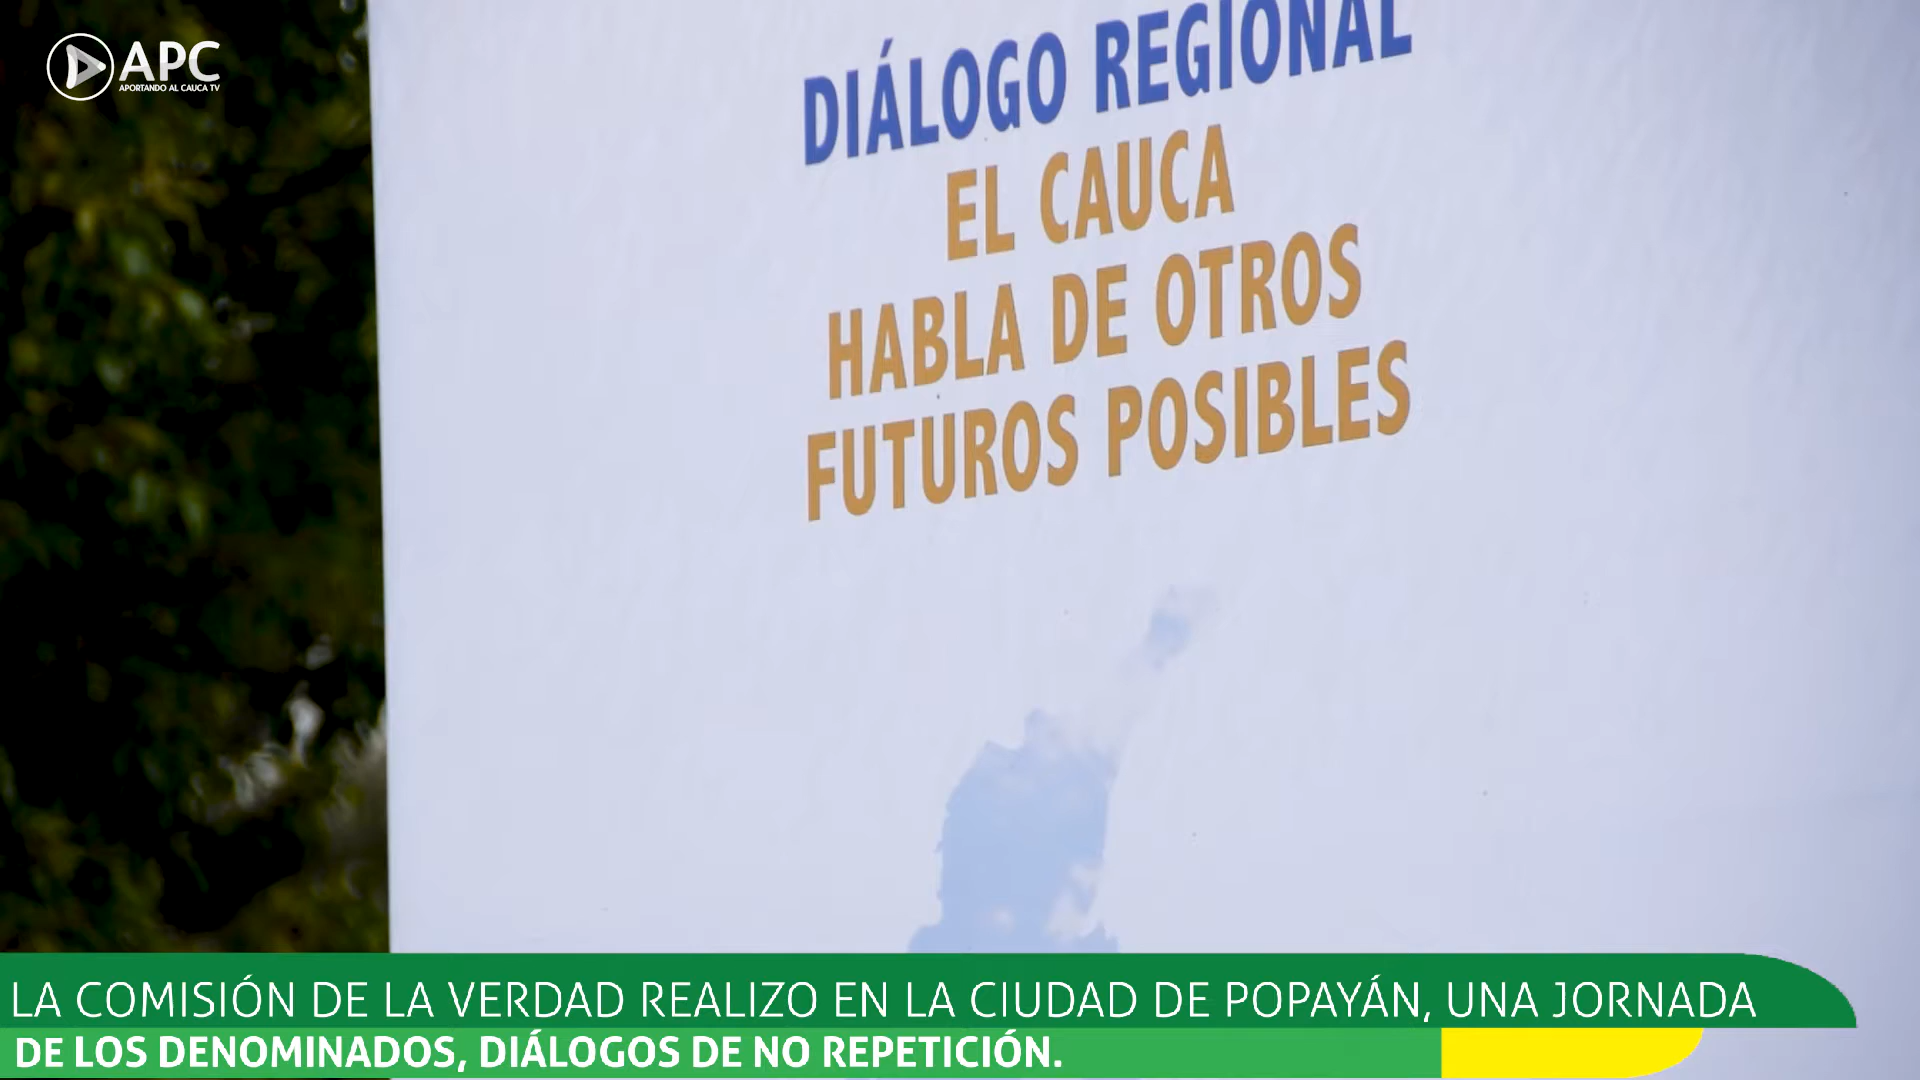 APC
APORTANDO AL CAUCA TV
DIÁLOGO REGIONAL
EL CAUCA
HABLA DE OTROS
FUTUROS POSIBLES
LA COMISIÓN DE LA VERDAD REALIZO EN LA CIUDAD DE POPAYÁN, UNA JORNADA
DE LOS DENOMINADOS, DIÁLOGOS DE NO REPETICIÓN.